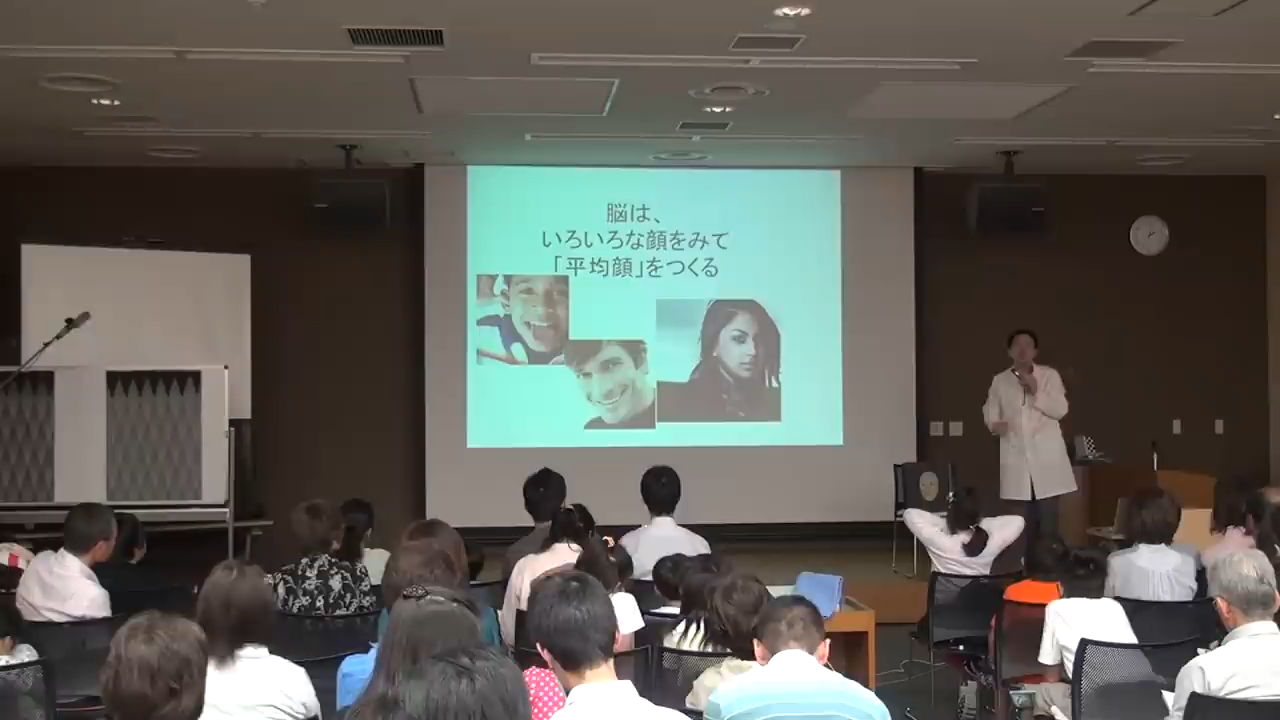 脳は、
いろいろな顔をみて
「平均顔」をつくる